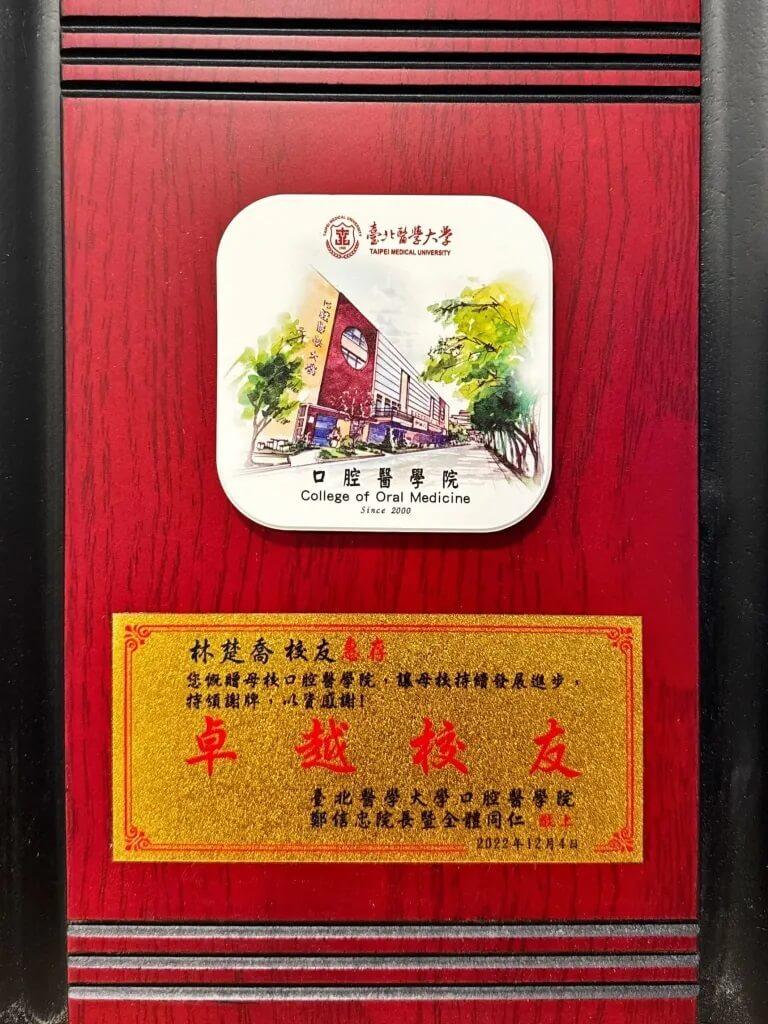 臺北醫學大學
TAIPEI MEDICAL UNIVERSITY
口腔醫學院
College of Oral Medicine
Since 2000
林楚喬 校友惠存
您慨贈母校口腔醫學院，讓母校持續發展進步，
特頒謝牌，以資感謝！
卓越校友
臺北醫學大學口腔醫學院
鄭信忠院長暨全體同仁 敬上
2022年12月4日